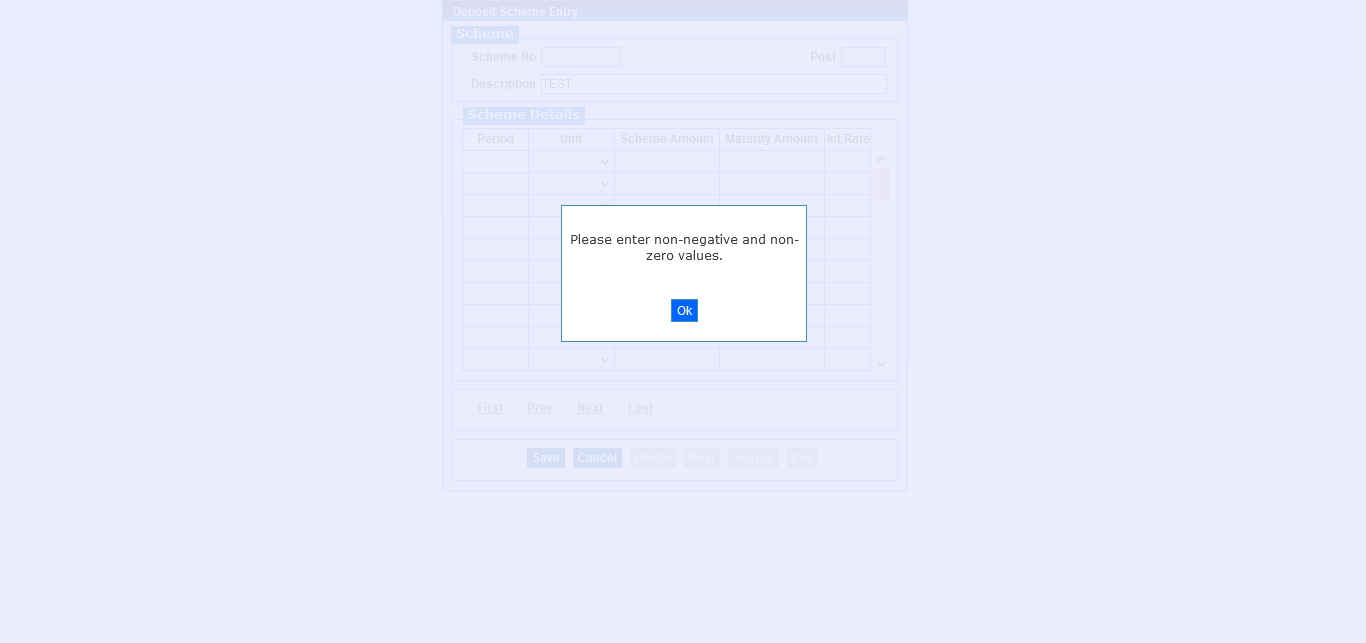 Deposit Scheme Entry
Scheme
Scheme No Post
Description TEST
Scheme Details
Period Unit Scheme Amount Maturity Amount Int Rate
Please enter non-negative and non-
zero values.
Ok
First Prev Next Last
Save Cancel Delete Post Search Exit